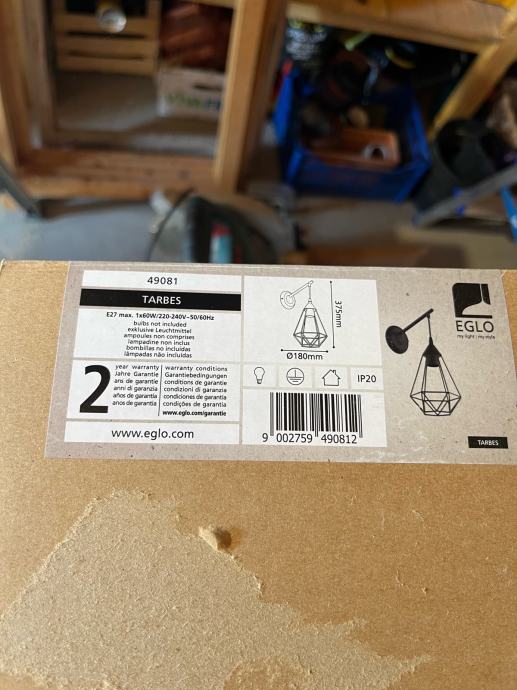 49081
TARBES
E27 max. 1x60W/220-240V~50/60Hz
bulbs not included
exklusive Leuchtmittel
ampoules non comprises
lampadine non inclus
bombillas no incluidas
lâmpadas não incluidas
2
year warranty
Jahre Garantie
ans de garantie
anni di garanzia
años de garantía
anos de garantia
warranty conditions
Garantiebedingungen
conditions de garantie
condizioni di garanzia
condiciones de garantía
condições de garantia
www.eglo.com/garantie
www.eglo.com
375mm
Ø180mm
IP20
9 002759 490812
EGLO
my light | my style
TARBES